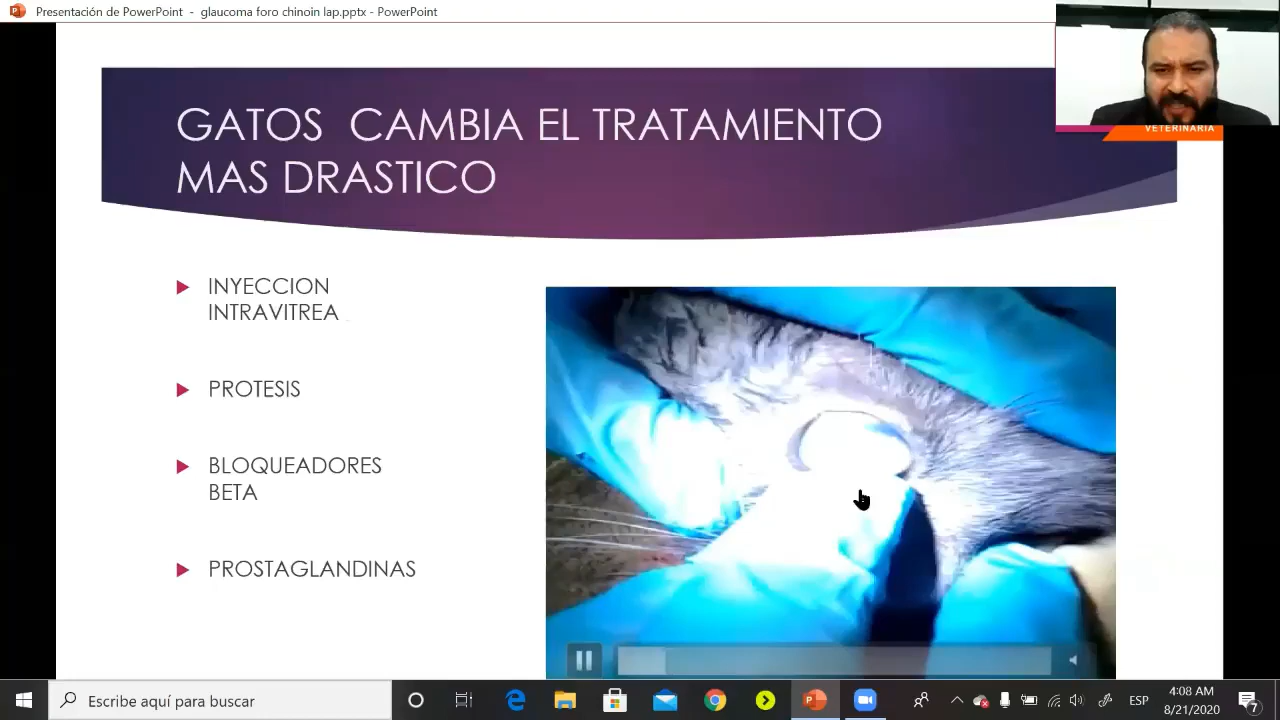 Presentación de PowerPoint - glaucoma foro chinoin lap.pptx - PowerPoint
VETERINARIA
GATOS CAMBIA EL TRATAMIENTO
MAS DRASTICO
INYECCION
INTRAVITREA
PROTESIS
BLOQUEADORES
BETA
PROSTAGLANDINAS
Escribe aquí para buscar
ESP
4:08 AM
8/21/2020
7